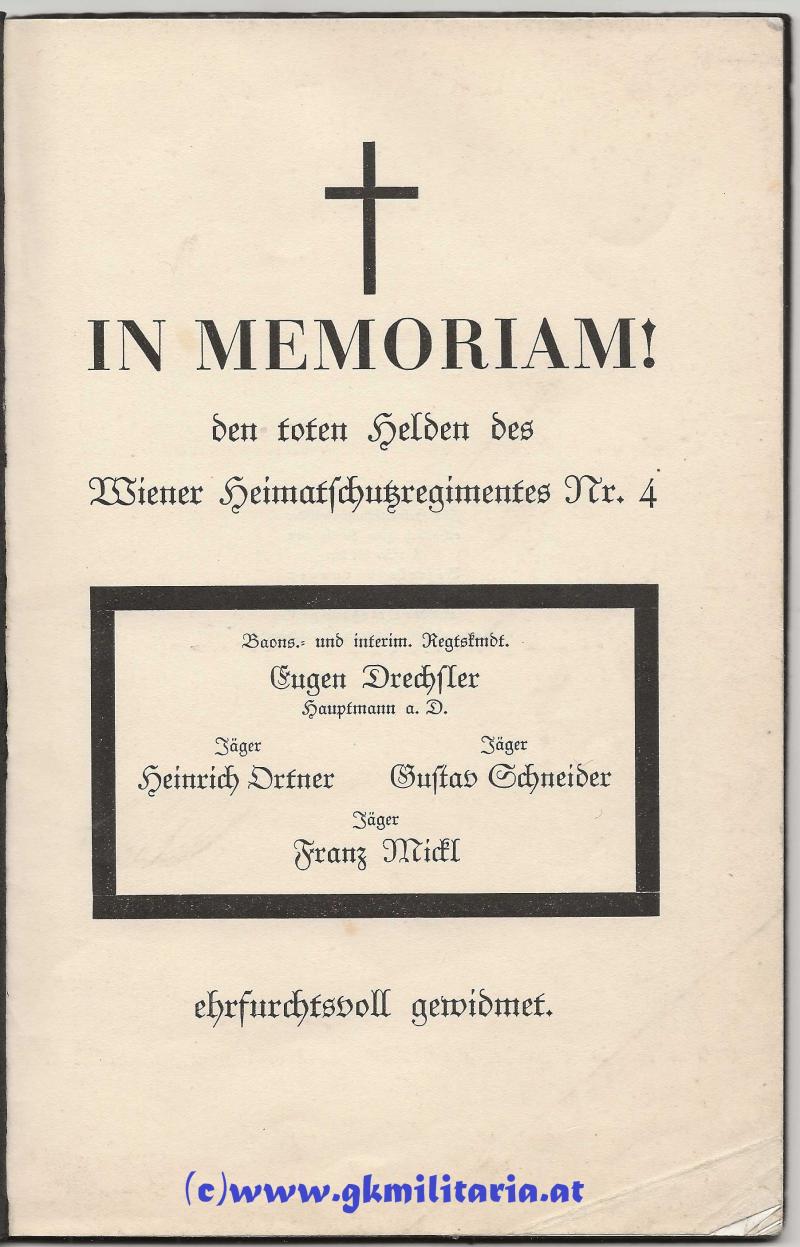 IN MEMORIAM!
den toten Helden des
Wiener Heimatschutzregimentes Nr. 4
Baons.- und interim. Regtskmdt.
Eugen Drechsler
Hauptmann a. D.
Jäger Jäger
Heinrich Ortner Gustav Schneider
Jäger
Franz Mickl
ehrfurchtsvoll gewidmet.
(c)www.gkmilitaria.at